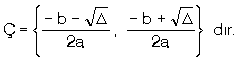 Ç = { (-b - √Δ) / 2a , (-b + √Δ) / 2a } dır.